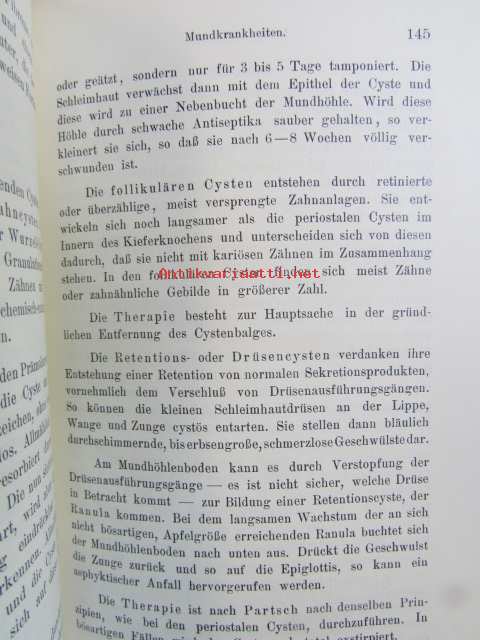 Mundkrankheiten. 145
oder geätzt, sondern nur für 3 bis 5 Tage tamponiert. Die
Schleimhaut verwächst dann mit dem Epithel der Cyste und
diese wird zu einer Nebenbucht der Mundhöhle. Wird diese
Höhle durch schwache Antiseptika sauber gehalten, so ver-
kleinert sie sich, so daß sie nach 6—8 Wochen völlig ver-
schwunden ist.
Die follikulären Cysten entstehen durch retinierte
oder überzählige, meist versprengte Zahnanlagen. Sie ent-
wickeln sich noch langsamer als die periostalen Cysten im
Innern des Kieferknochens und unterscheiden sich von diesen
dadurch, daß sie nicht mit kariösen Zähnen im Zusammenhang
stehen. In den Cysten finden sich meist Zähne
Antikvariaatti1.net
oder zahnähnliche Gebilde in größerer Zahl.
Die Therapie besteht zur Hauptsache in der gründ-
lichen Entfernung des Cystenbalges.
Die Retentions- oder Drüsencysten verdanken ihre
Entstehung einer Retention von normalen Sekretionsprodukten,
vornehmlich dem Verschluß von Drüsenausführungsgängen.
So können die kleinen Schleimhautdrüsen an der Lippe,
Wange und Zunge cystös entarten. Sie stellen dann bläulich
durchschimmernde, bis erbsengroße, schmerzlose Geschwülste dar.
Am Mundhöhlenboden kann es durch Verstopfung der
Drüsenausführungsgänge — es ist nicht sicher, welche Drüse
in Betracht kommt — zur Bildung einer Retentionscyste, der
Ranula kommen. Bei dem langsamen Wachstum der an sich
nicht bösartigen, Apfelgröße erreichenden Ranula buchtet sich
der Mundhöhlenboden nach unten aus. Drückt die Geschwulst
die Zunge zurück und so auf die Epiglottis, so kann ein
asphyktischer Anfall hervorgerufen werden.
Die Therapie ist nach Partsch nach denselben Prin-
zipien, wie bei den periostalen Cysten, durchzuführen. In
bösartigen Fällen